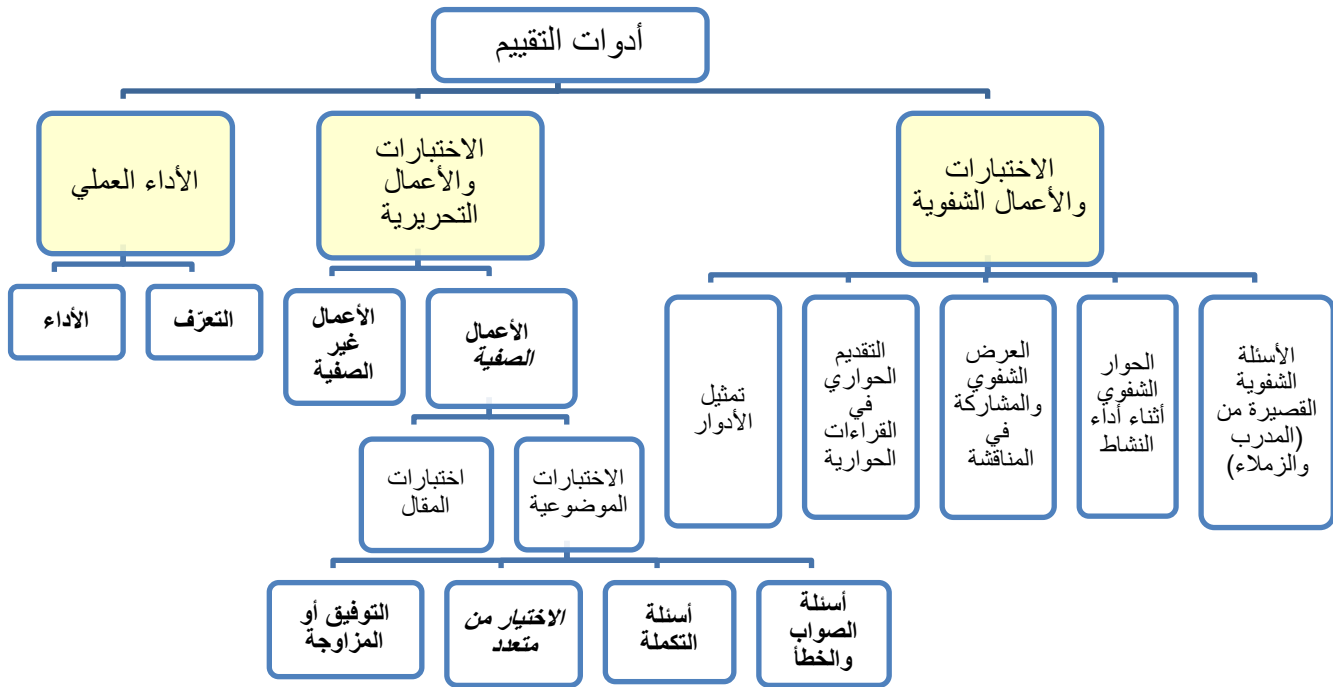 أدوات التقييم
الاختبارات
والأعمال الشفوية
الاختبارات
والأعمال
التحريرية
الأداء العملي
الأسئلة
الشفوية
القصيرة من
(المدرب
والزملاء)
الحوار
الشفوي
أثناء أداء
النشاط
العرض
الشفوي
والمشاركة
في
المناقشة
التقديم
الحواري
في
القراءات
الحوارية
تمثيل
الأدوار
الأعمال
الصفية
الأعمال
غير
الصفية
التعرّف
الأداء
الاختبارات
الموضوعية
اختبارات
المقال
أسئلة
الصواب
والخطأ
أسئلة
التكملة
الاختيار من
متعدد
التوفيق أو
المزاوجة